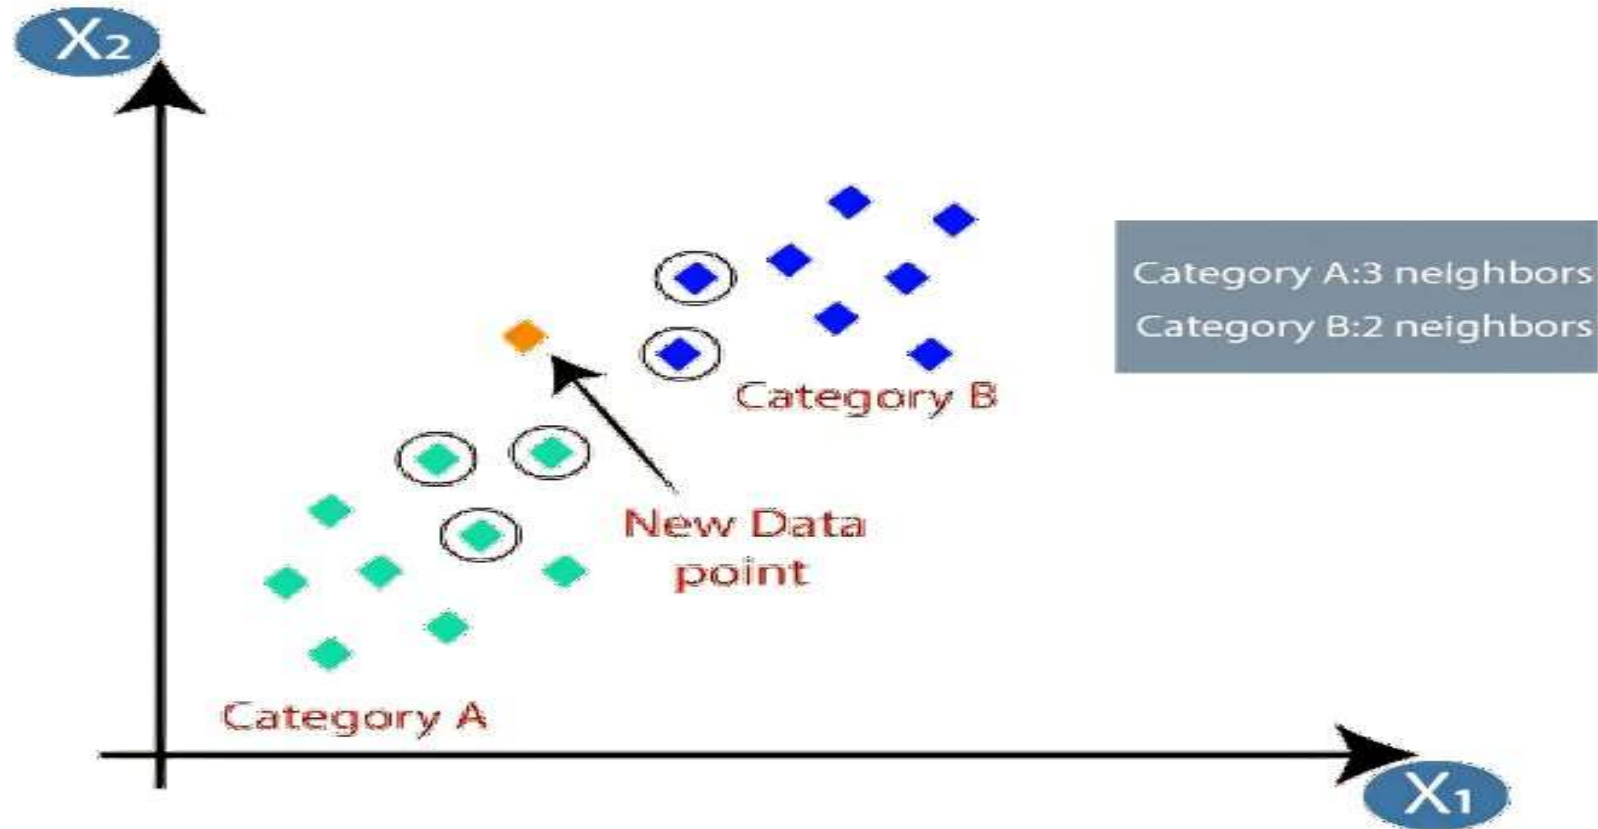 X2
Category A:3 neighbors
Category B:2 neighbors
Category B
New Data
point
Category A
X1